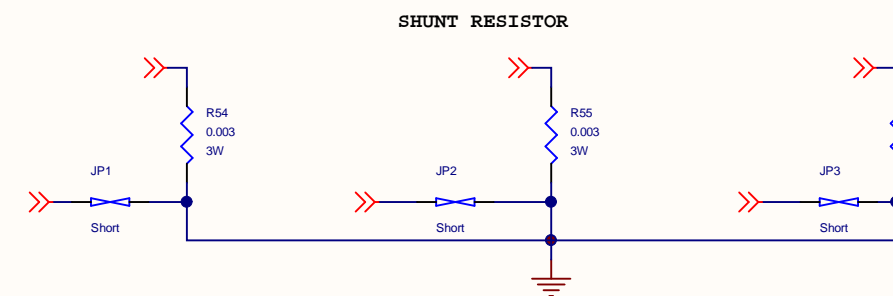 SHUNT RESISTOR
R54
0.003
3W
R55
0.003
3W
JP1
JP2
JP3
Short
Short
Short